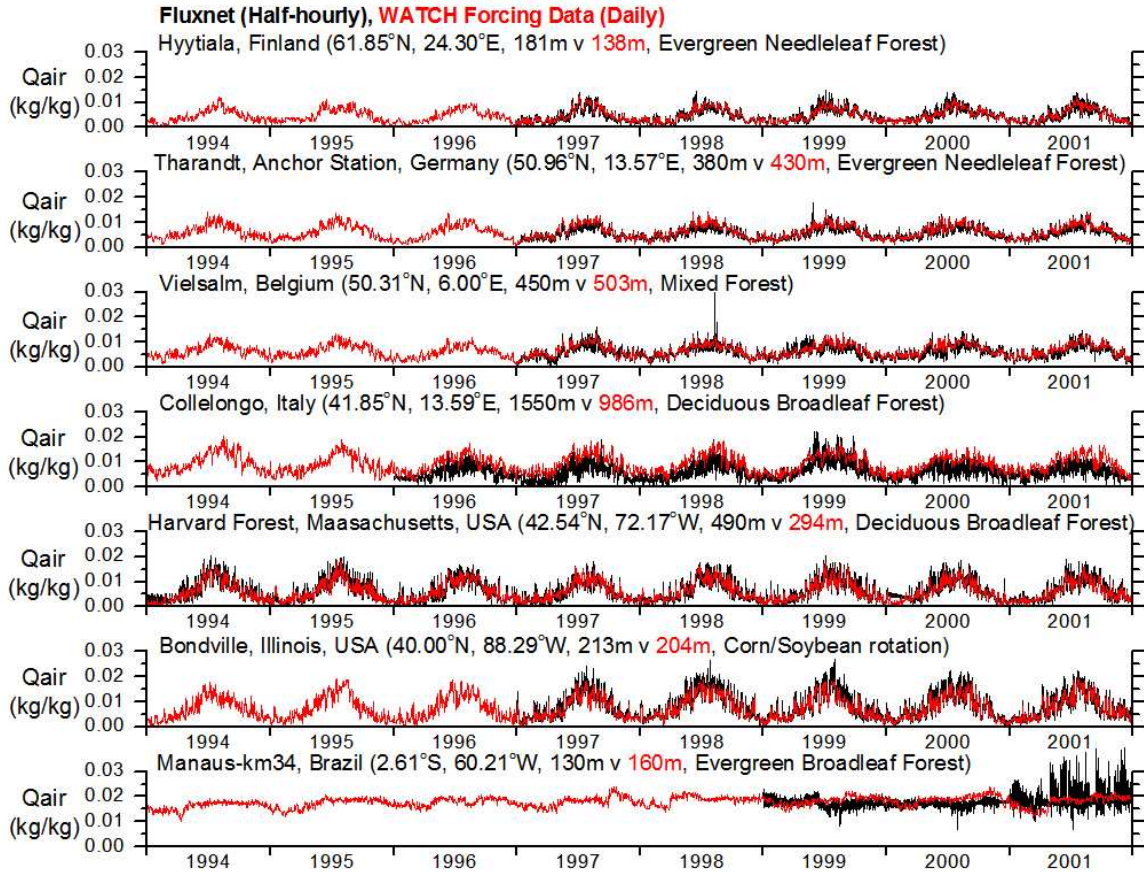 Fluxnet (Half-hourly), WATCH Forcing Data (Daily)
Hyytiala, Finland (61.85°N, 24.30°E, 181m v 138m, Evergreen Needleleaf Forest)
Qair
(kg/kg)
0.03
0.02
0.01
0.00
1994 1995 1996 1997 1998 1999 2000 2001
Tharandt, Anchor Station, Germany (50.96°N, 13.57°E, 380m v 430m, Evergreen Needleleaf Forest)
Qair
(kg/kg)
0.03
0.02
0.01
0.00
1994 1995 1996 1997 1998 1999 2000 2001
Vielsalm, Belgium (50.31°N, 6.00°E, 450m v 503m, Mixed Forest)
Qair
(kg/kg)
0.03
0.02
0.01
0.00
1994 1995 1996 1997 1998 1999 2000 2001
Collelongo, Italy (41.85°N, 13.59°E, 1550m v 986m, Deciduous Broadleaf Forest)
Qair
(kg/kg)
0.03
0.02
0.01
0.00
1994 1995 1996 1997 1998 1999 2000 2001
Harvard Forest, Maasachusetts, USA (42.54°N, 72.17°W, 490m v 294m, Deciduous Broadleaf Forest)
Qair
(kg/kg)
0.03
0.02
0.01
0.00
1994 1995 1996 1997 1998 1999 2000 2001
Bondville, Illinois, USA (40.00°N, 88.29°W, 213m v 204m, Corn/Soybean rotation)
Qair
(kg/kg)
0.03
0.02
0.01
0.00
1994 1995 1996 1997 1998 1999 2000 2001
Manaus-km34, Brazil (2.61°S, 60.21°W, 130m v 160m, Evergreen Broadleaf Forest)
Qair
(kg/kg)
0.03
0.02
0.01
0.00
1994 1995 1996 1997 1998 1999 2000 2001